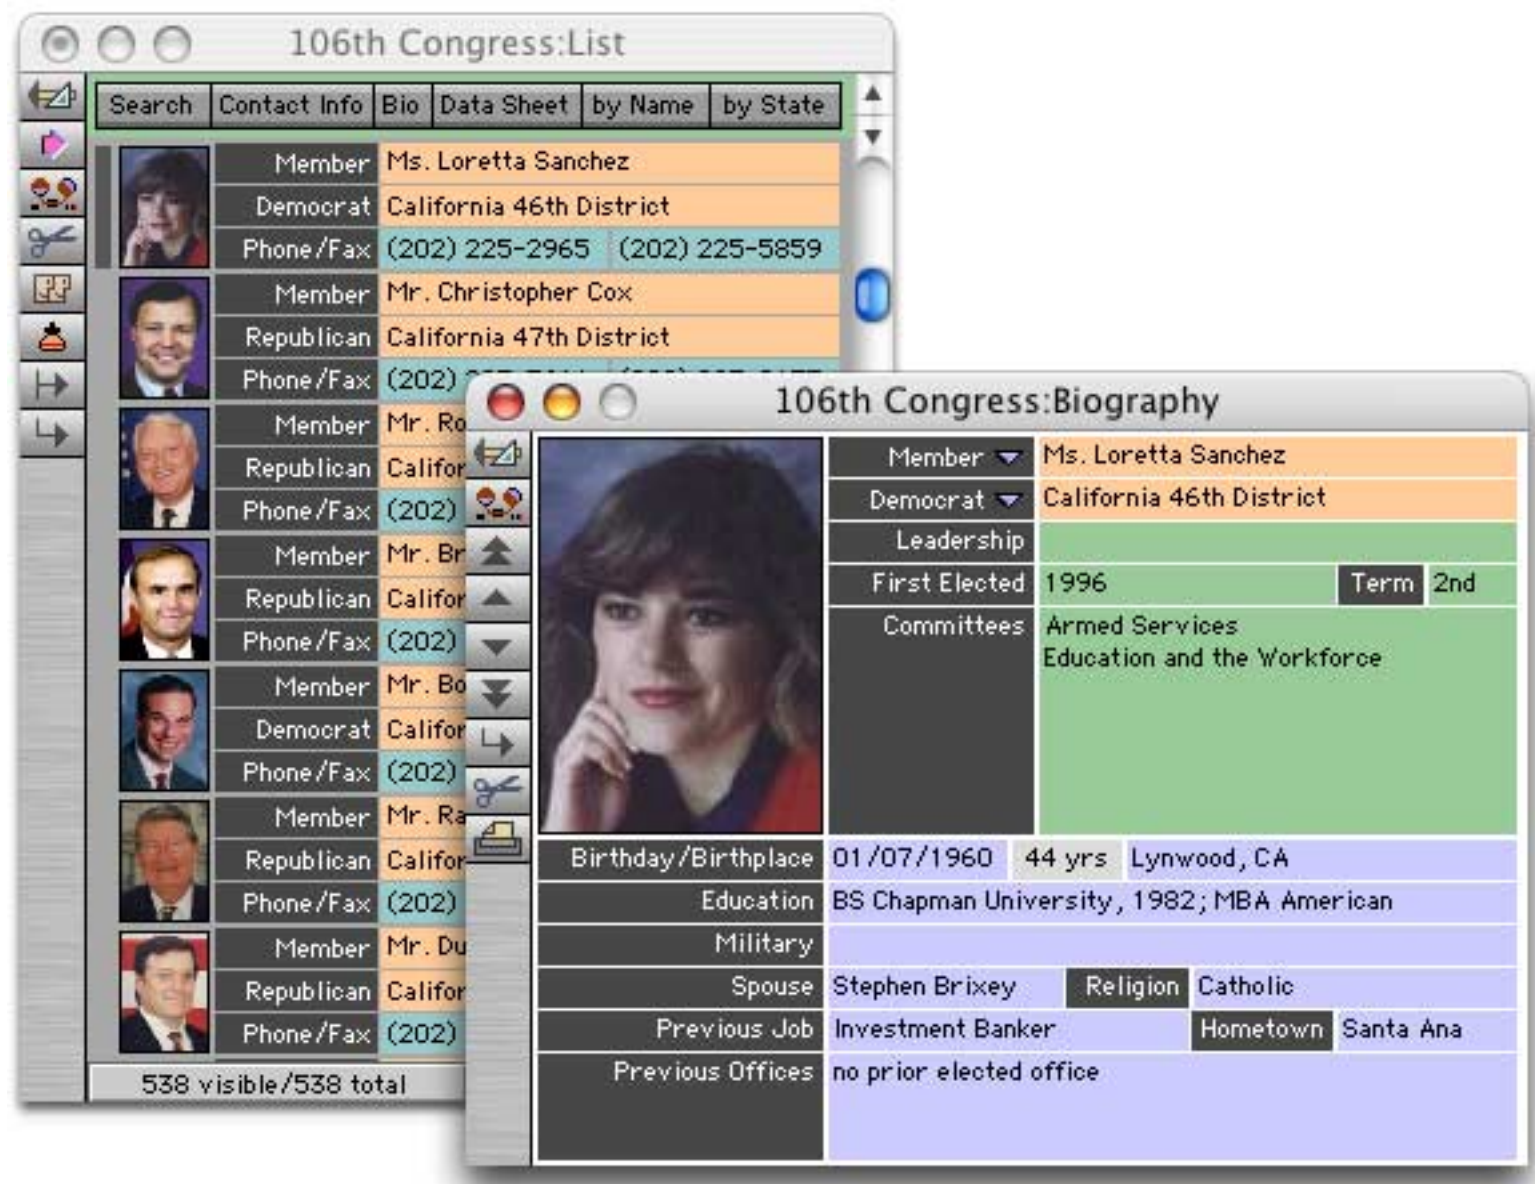 106th Congress:List
Search Contact Info Bio Data Sheet by Name by State
Member Ms. Loretta Sanchez
Democrat California 46th District
Phone/Fax (202) 225-2965 (202) 225-5859
Member Mr. Christopher Cox
Republican California 47th District
Phone/Fax (202)
Member Mr. Ro
Republican Califor
Phone/Fax (202)
Member Mr. Br
Republican Califor
Phone/Fax (202)
Member Mr. Bo
Democrat Califor
Phone/Fax (202)
Member Mr. Ra
Republican Califor
Phone/Fax (202)
Member Mr. Du
Republican Califor
Phone/Fax (202)
538 visible/538 total
106th Congress:Biography
Member Ms. Loretta Sanchez
Democrat California 46th District
Leadership
First Elected 1996 Term 2nd
Committees Armed Services
Education and the Workforce
Birthday/Birthplace 01/07/1960 44 yrs Lynwood, CA
Education BS Chapman University, 1982; MBA American
Military
Spouse Stephen Brixey Religion Catholic
Previous Job Investment Banker Hometown Santa Ana
Previous Offices no prior elected office